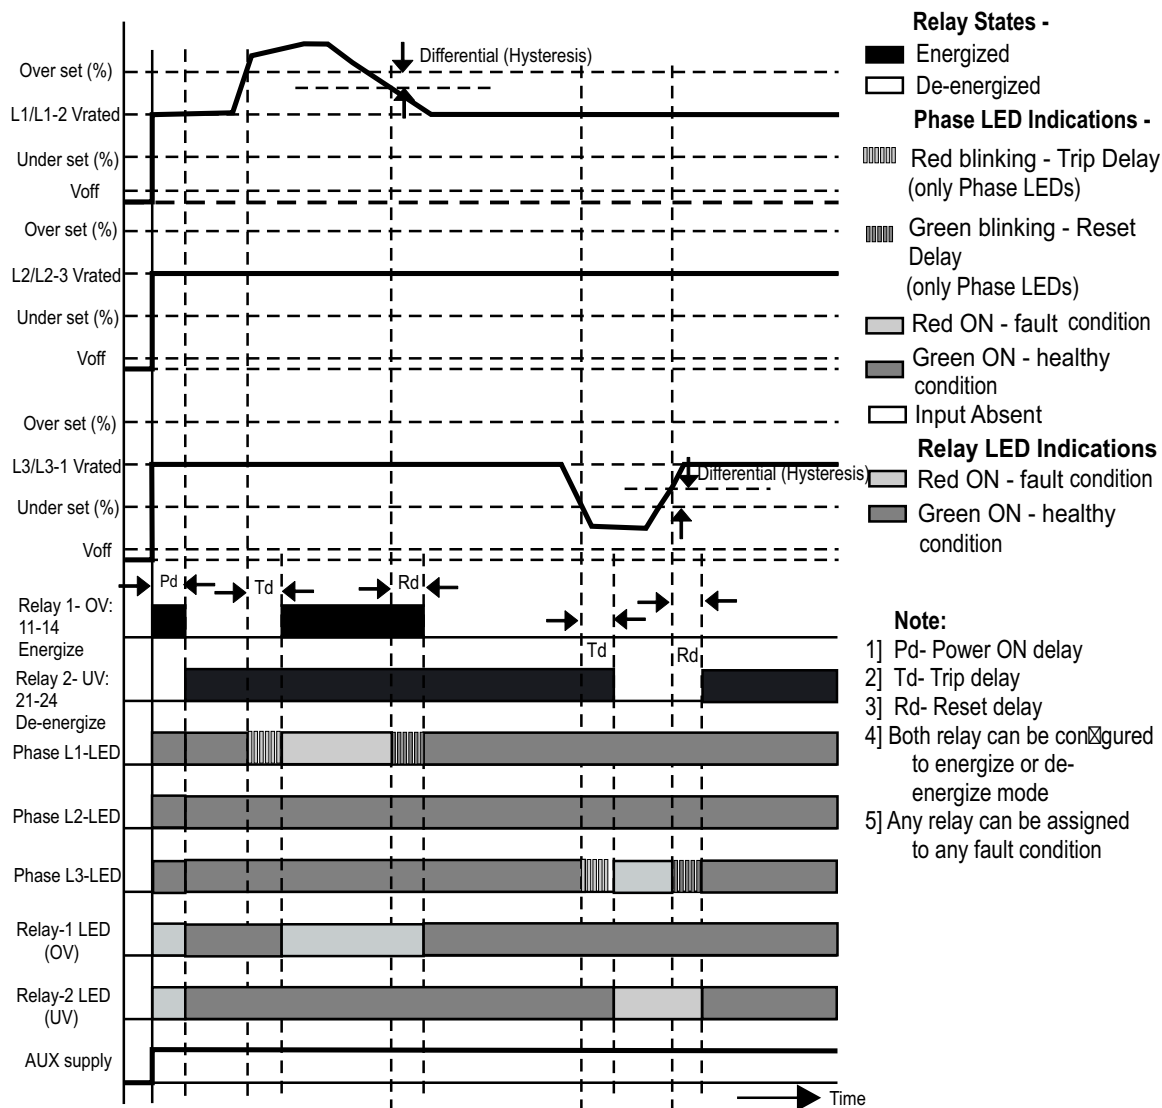 Relay States -
Energized
De-energized
Phase LED Indications -
Red blinking - Trip Delay
(only Phase LEDs)
Green blinking - Reset
Delay
(only Phase LEDs)
Red ON - fault condition
Green ON - healthy
condition
Input Absent
Relay LED Indications
Red ON - fault condition
Green ON - healthy
condition
Differential (Hysteresis)
Over set (%)
L1/L1-2 Vrated
Under set (%)
Voff
Over set (%)
L2/L2-3 Vrated
Under set (%)
Voff
Over set (%)
L3/L3-1 Vrated
Differential (Hysteresis)
Under set (%)
Voff
Pd
Td
Rd
Relay 1- OV:
11-14
Energize
Td
Rd
Relay 2- UV:
21-24
De-energize
Phase L1-LED
Phase L2-LED
Phase L3-LED
Relay-1 LED
(OV)
Relay-2 LED
(UV)
AUX supply
Time
Note:
1] Pd- Power ON delay
2] Td- Trip delay
3] Rd- Reset delay
4] Both relay can be con☒gured
to energize or de-
energize mode
5] Any relay can be assigned
to any fault condition